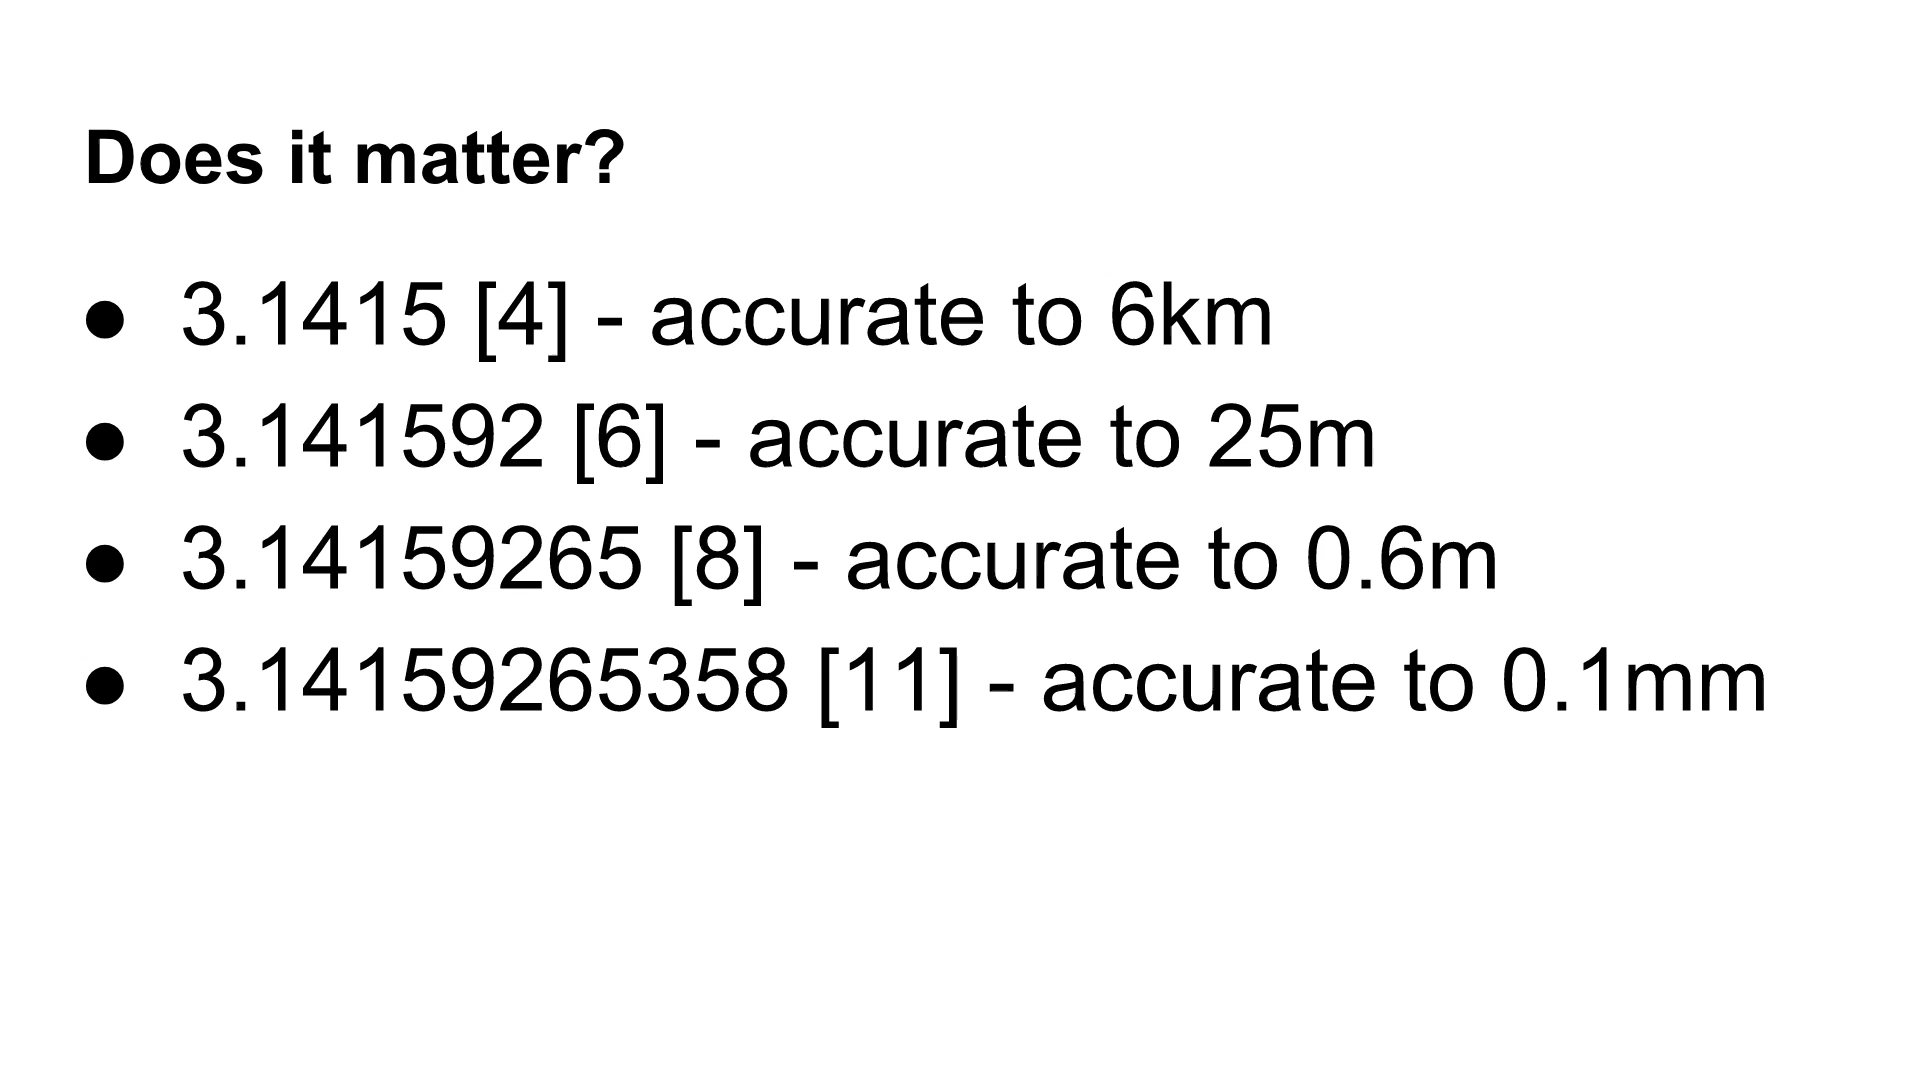 Does it matter?
● 3.1415 [4] - accurate to 6km
● 3.141592 [6] - accurate to 25m
● 3.14159265 [8] - accurate to 0.6m
● 3.14159265358 [11] - accurate to 0.1mm